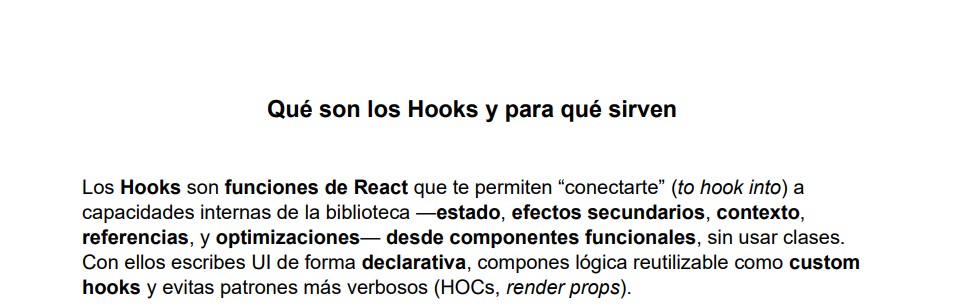 Qué son los Hooks y para qué sirven
Los Hooks son funciones de React que te permiten “conectarte” (to hook into) a
capacidades internas de la biblioteca —estado, efectos secundarios, contexto,
referencias, y optimizaciones— desde componentes funcionales, sin usar clases.
Con ellos escribes UI de forma declarativa, compones lógica reutilizable como custom
hooks y evitas patrones más verbosos (HOCs, render props).